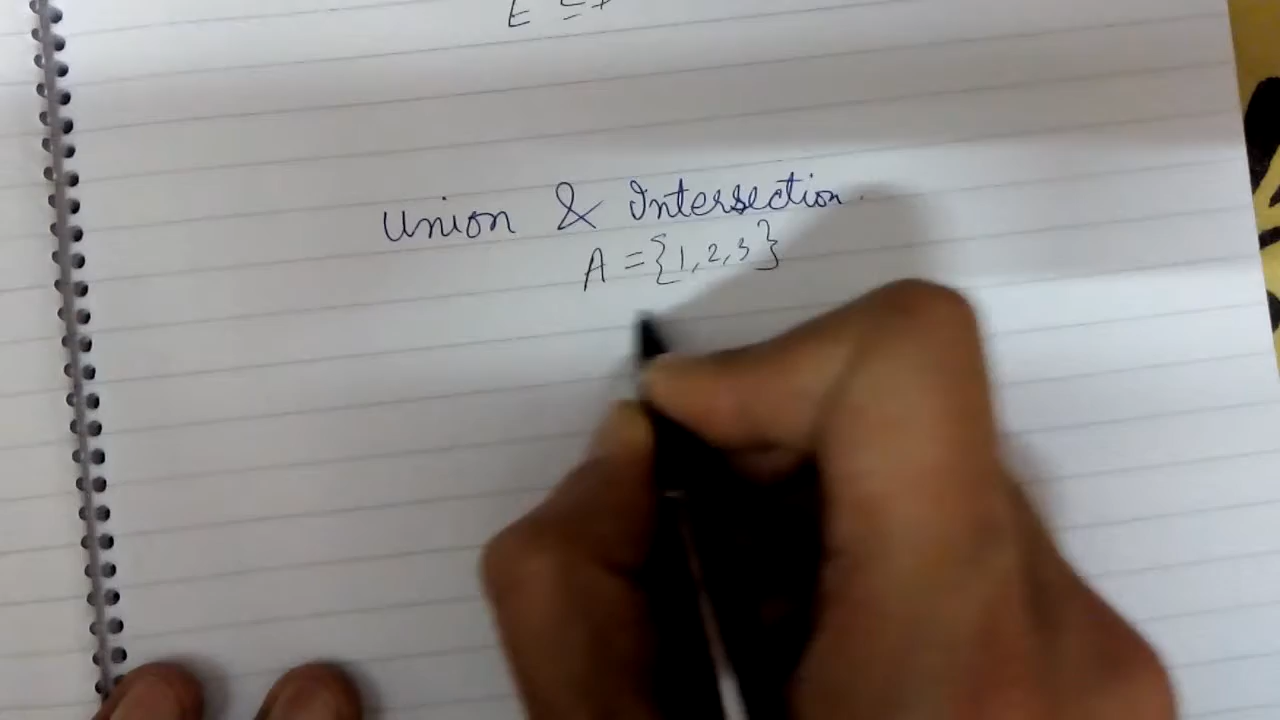 Union & Intersection.
A = {1, 2, 3}